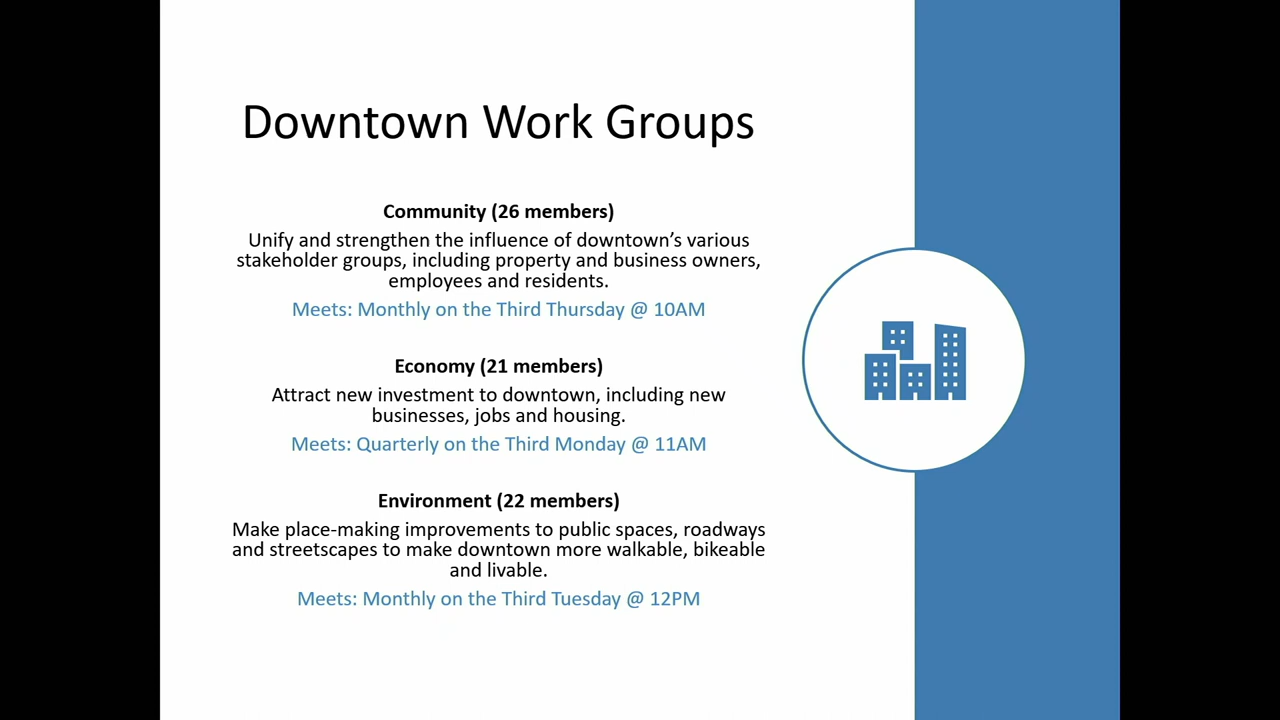 Downtown Work Groups
Community (26 members)
Unify and strengthen the influence of downtown’s various
stakeholder groups, including property and business owners,
employees and residents.
Meets: Monthly on the Third Thursday @ 10AM
Economy (21 members)
Attract new investment to downtown, including new
businesses, jobs and housing.
Meets: Quarterly on the Third Monday @ 11AM
Environment (22 members)
Make place-making improvements to public spaces, roadways
and streetscapes to make downtown more walkable, bikeable
and livable.
Meets: Monthly on the Third Tuesday @ 12PM